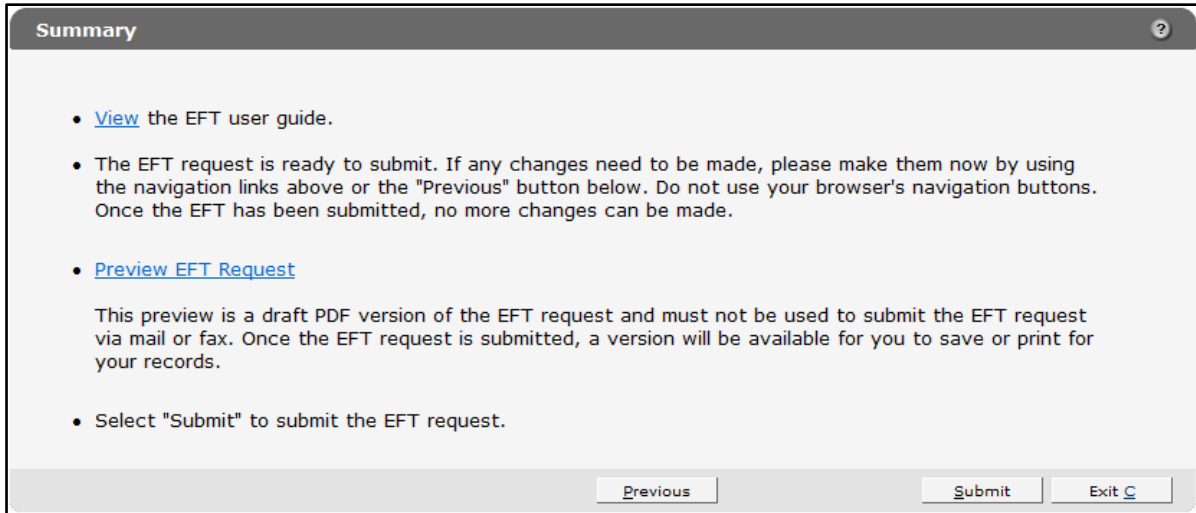 Summary ?
• View the EFT user guide.
• The EFT request is ready to submit. If any changes need to be made, please make them now by using
the navigation links above or the "Previous" button below. Do not use your browser's navigation buttons.
Once the EFT has been submitted, no more changes can be made.
• Preview EFT Request
This preview is a draft PDF version of the EFT request and must not be used to submit the EFT request
via mail or fax. Once the EFT request is submitted, a version will be available for you to save or print for
your records.
• Select "Submit" to submit the EFT request.
Previous Submit Exit C